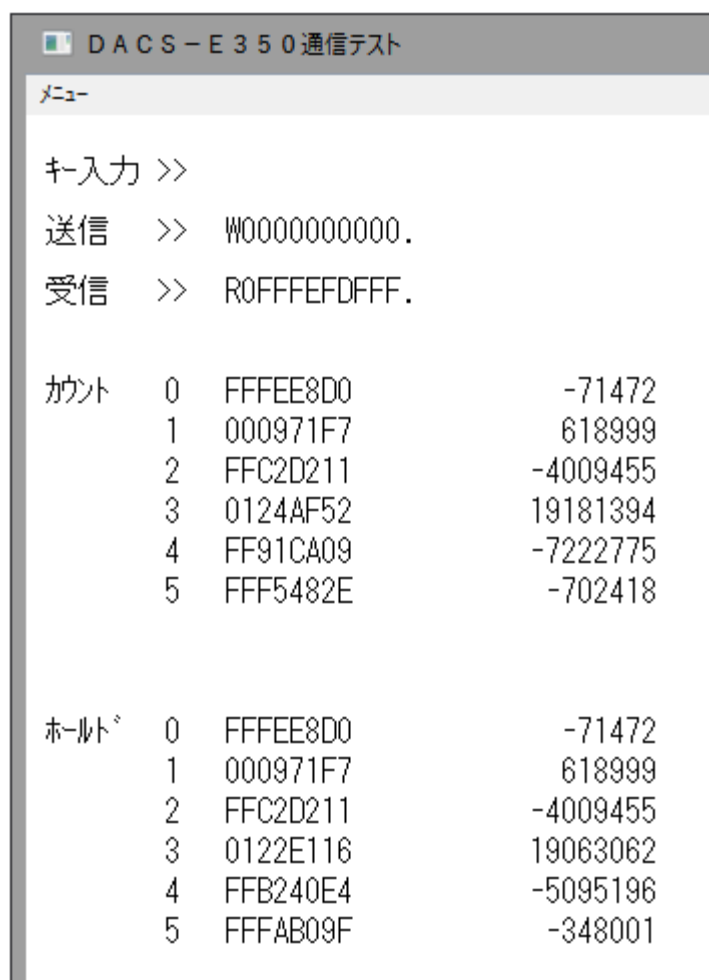 ＤＡＣＳ－Ｅ３５０通信テスト
メニュー
キー入力 >>
送信 >> W0000000000.
受信 >> R0FFFEFDFFF.
カウント 0 FFFEE8D0 -71472
1 000971F7 618999
2 FFC2D211 -4009455
3 0124AF52 19181394
4 FF91CA09 -7222775
5 FFF5482E -702418
ホールド 0 FFFEE8D0 -71472
1 000971F7 618999
2 FFC2D211 -4009455
3 0122E116 19063062
4 FFB240E4 -5095196
5 FFFAB09F -348001